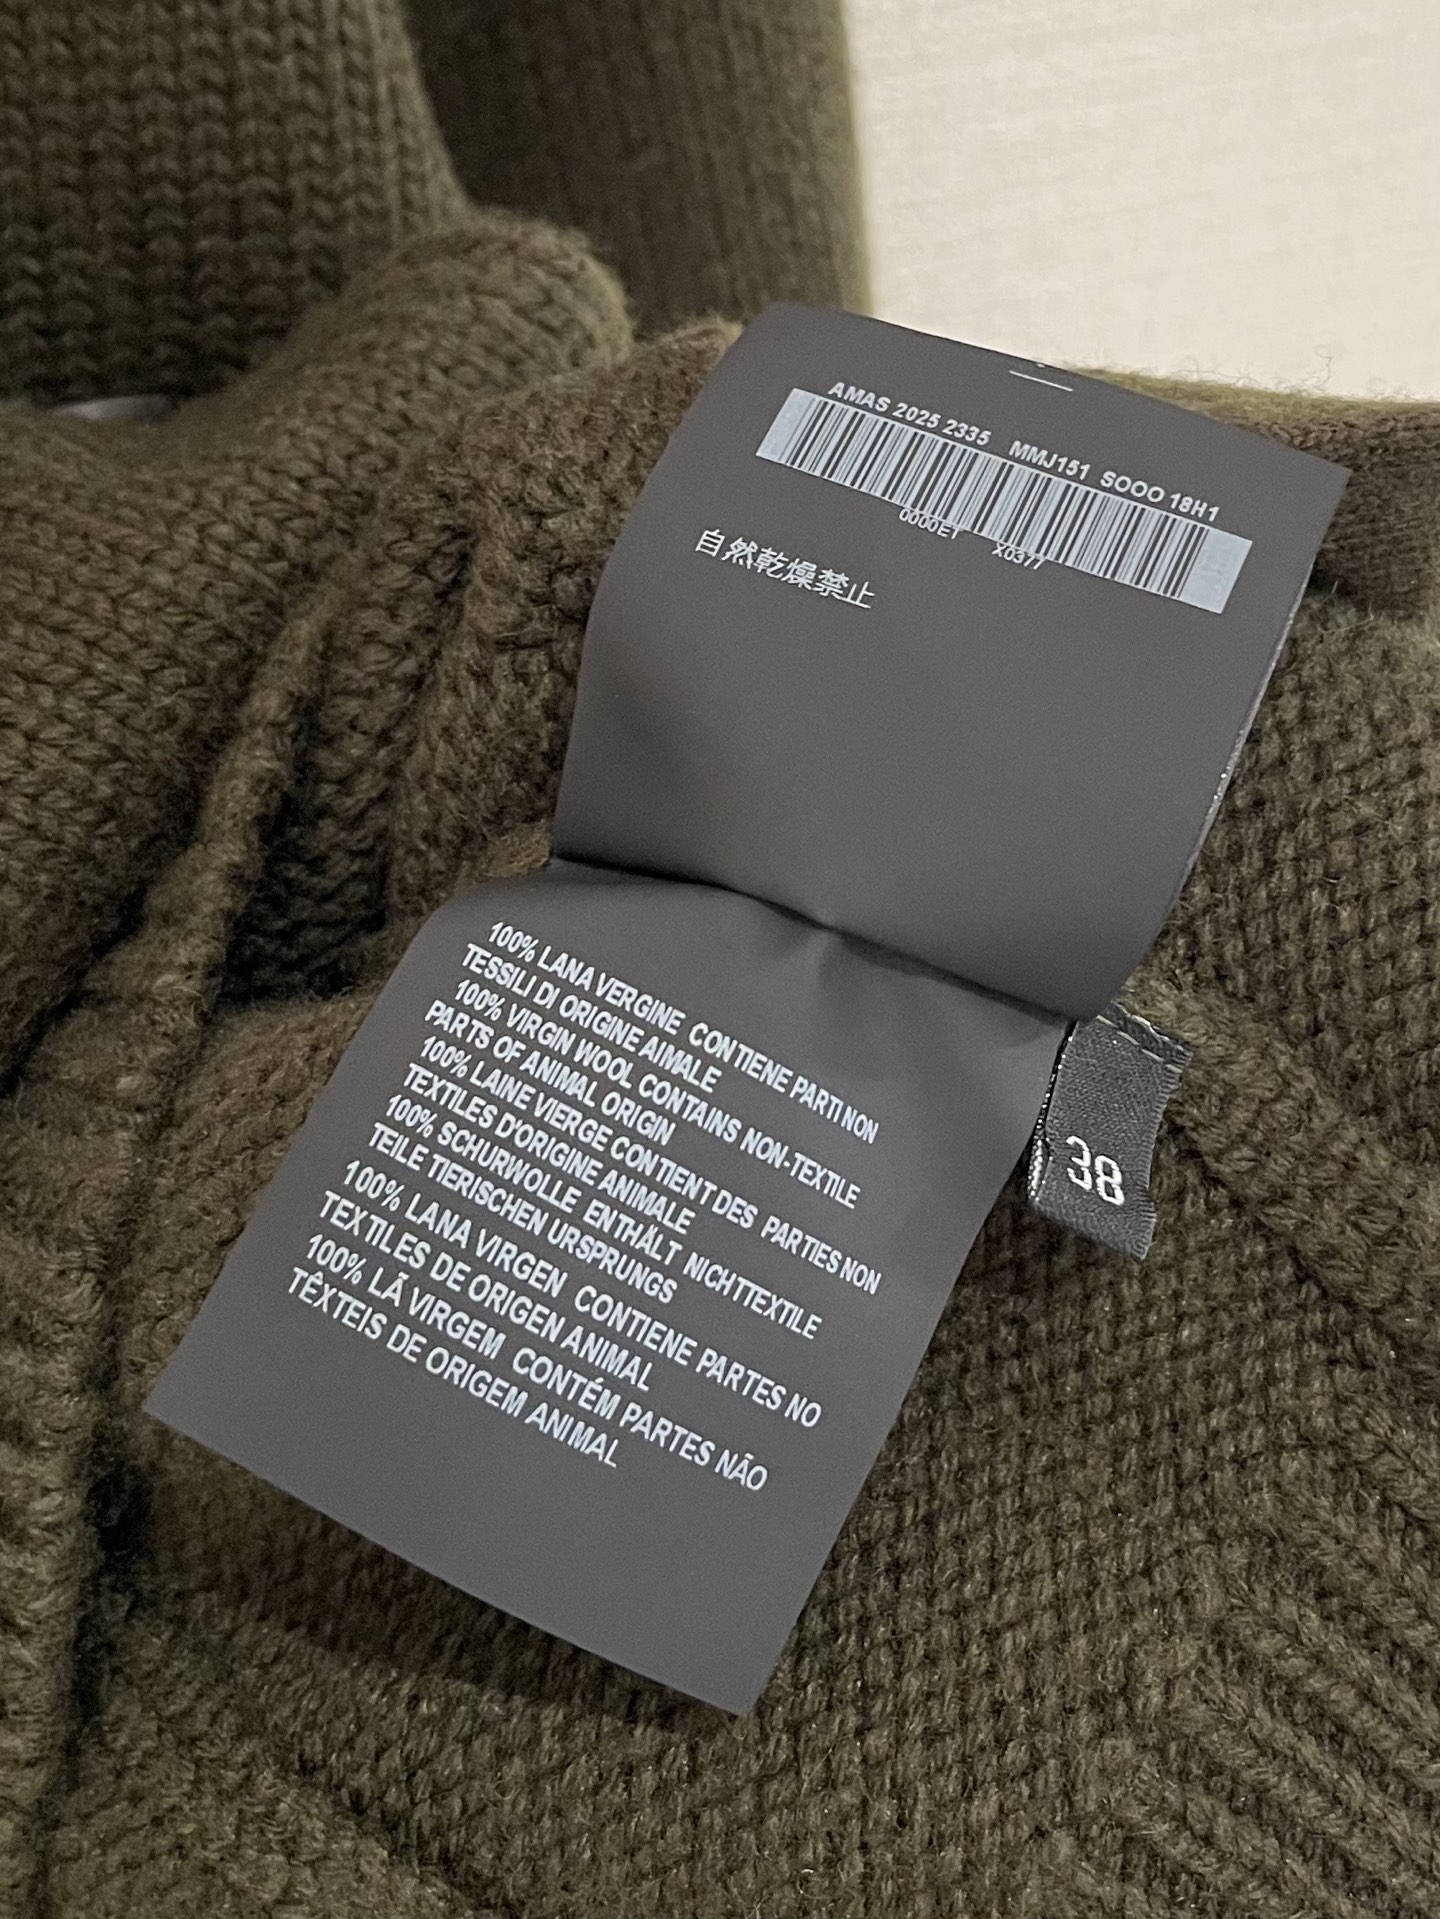 AMAS 2025 2335 MMJ151 SOOO 18H1
0000E1 X0377
自然乾燥禁止
100% LANA VERGINE CONTIENE PARTI NON
TESSILI DI ORIGINE AIMALE
100% VIRGIN WOOL CONTAINS NON-TEXTILE
PARTS OF ANIMAL ORIGIN
100% LAINE VIERGE CONTIENT DES PARTIES NON
TEXTILES D'ORIGINE ANIMALE
100% SCHURWOLLE ENTHÁLT NICHTTEXTILE
TEILE TIERISCHEN URSPRUNGS
100% LANA VIRGEN CONTIENE PARTES NO
TEXTILES DE ORIGEN ANIMAL
100% LÃ VIRGEM CONTÉM PARTES NÃO
TÊXTEIS DE ORIGEM ANIMAL
38